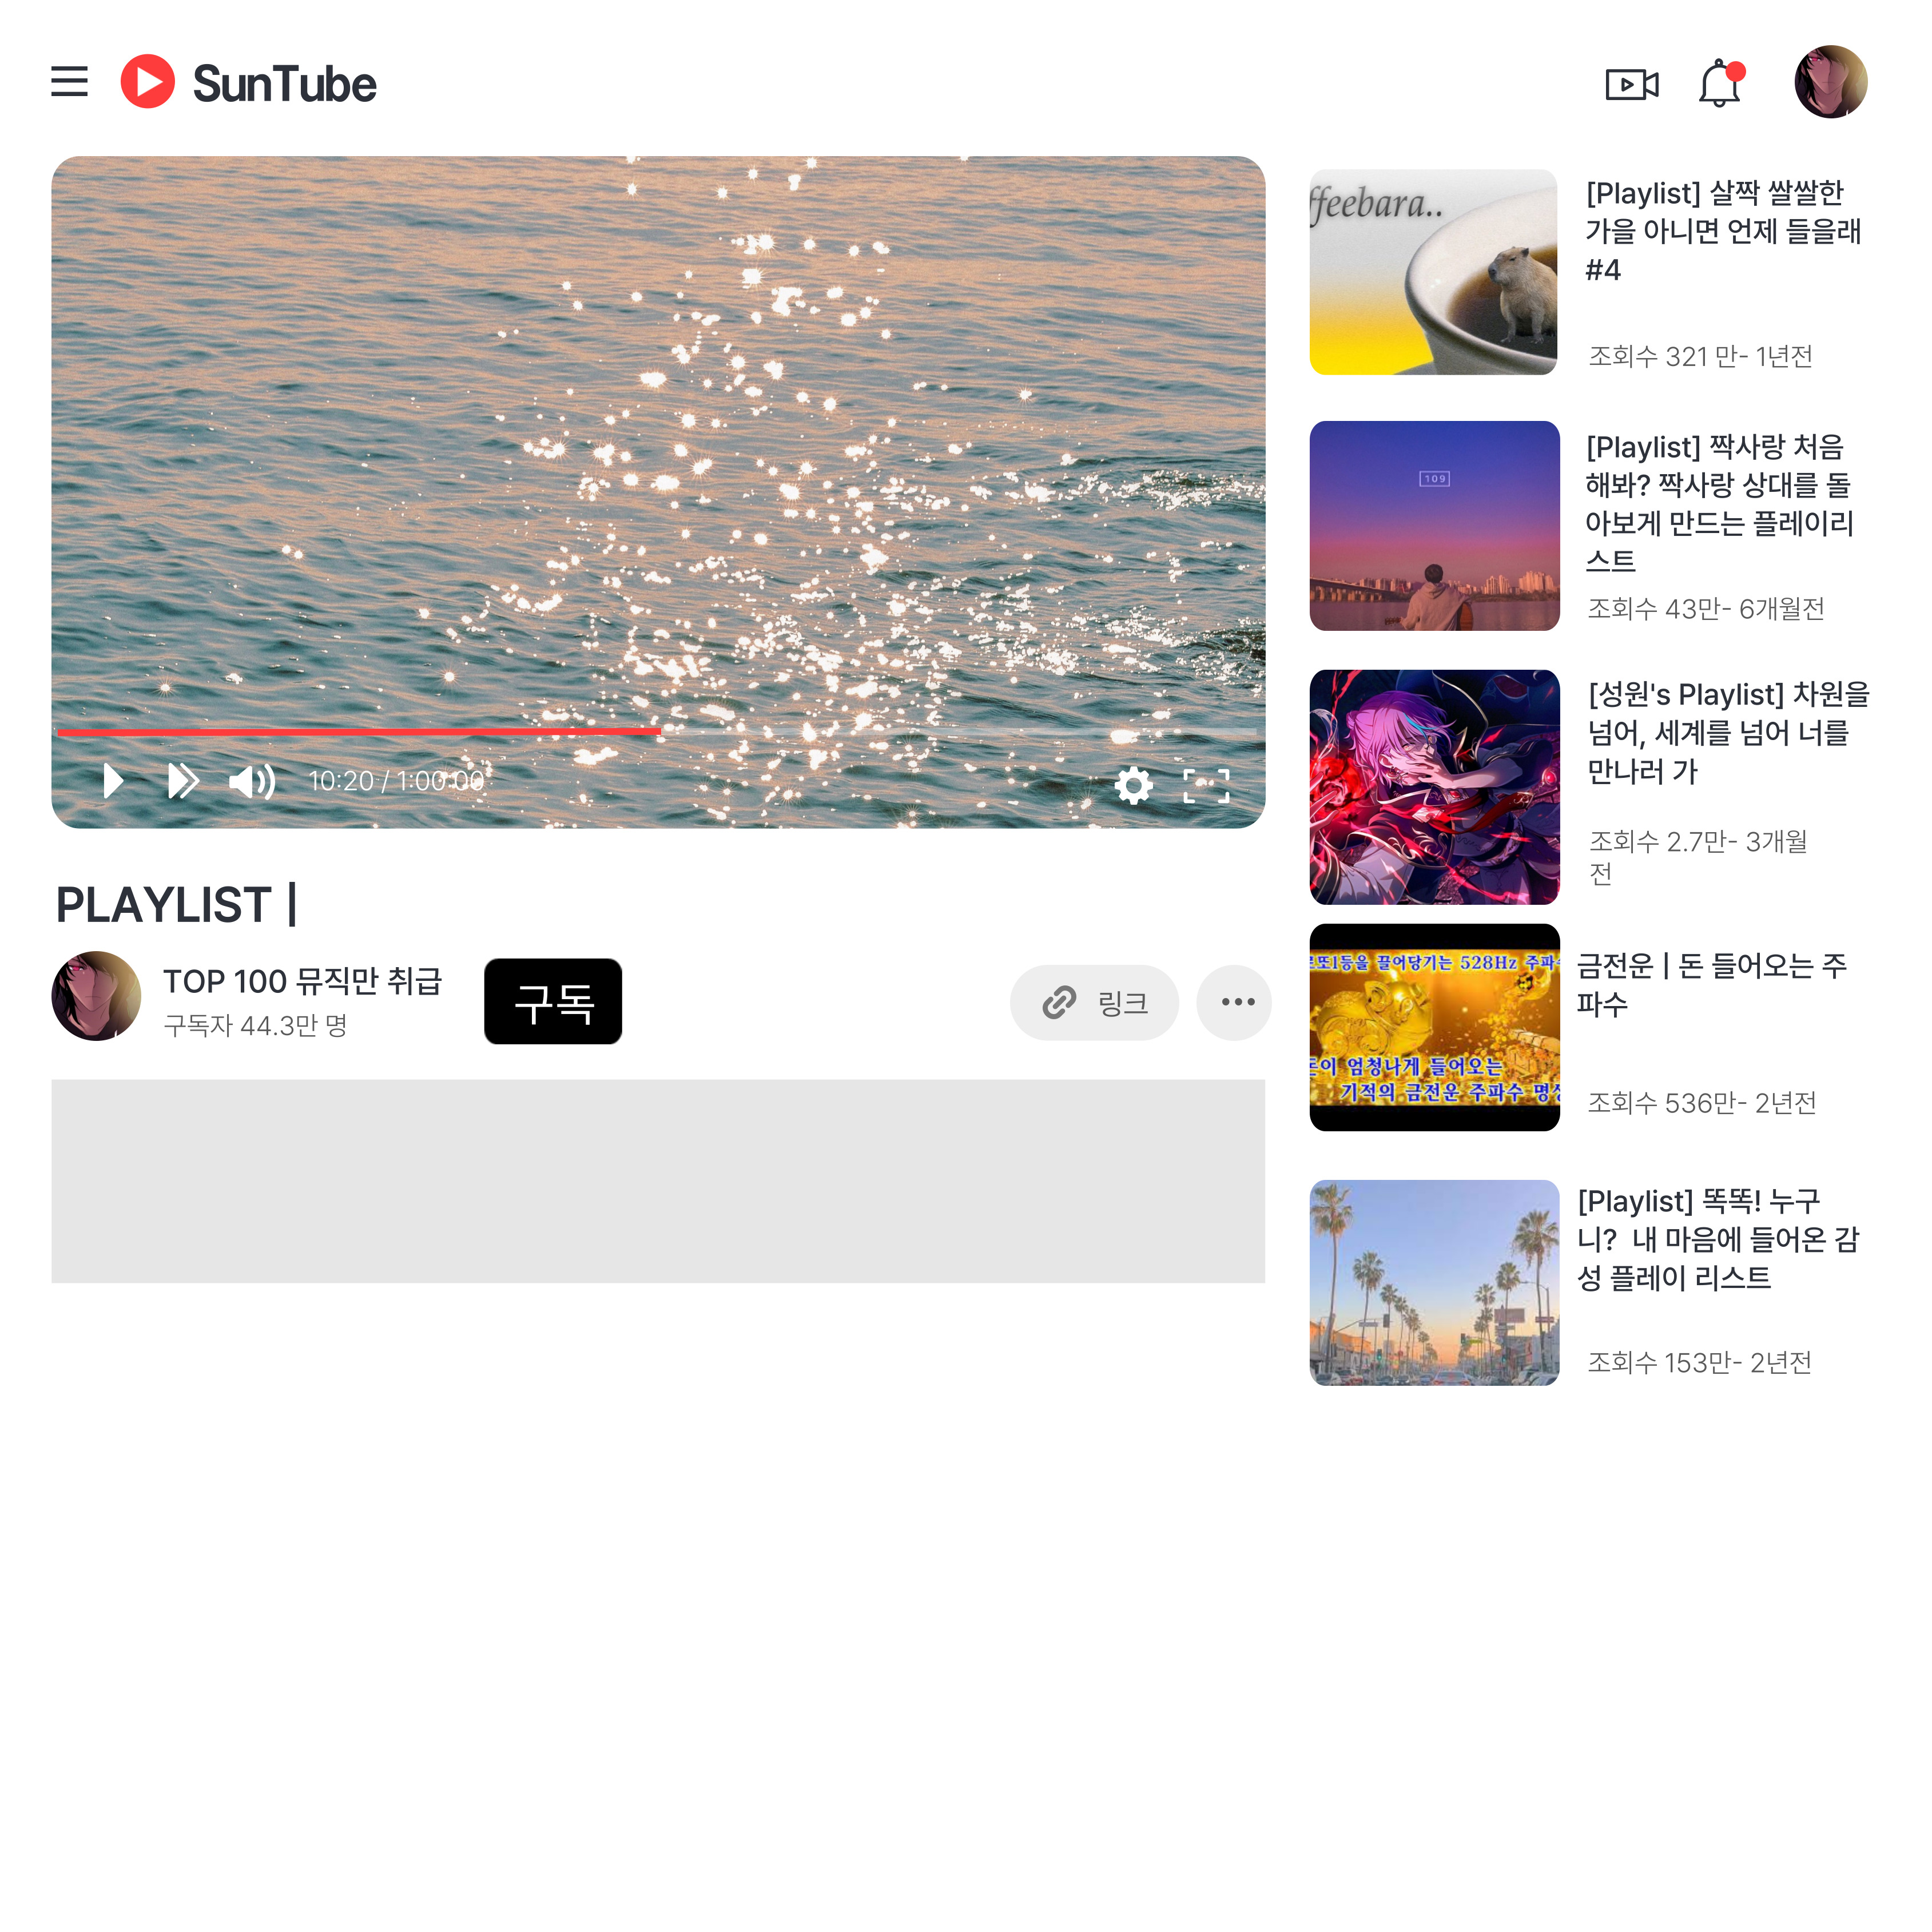 SunTube
10:20 / 1:00:00
PLAYLIST |
TOP 100 뮤직만 취급
구독자 44.3만 명
구독
링크
ffeebara..
[Playlist] 살짝 쌀쌀한
가을 아니면 언제 들을래
#4
조회수 321 만- 1년전
109
[Playlist] 짝사랑 처음
해봐? 짝사랑 상대를 돌
아보게 만드는 플레이리
스트
조회수 43만- 6개월전
[성원's Playlist] 차원을
넘어, 세계를 넘어 너를
만나러 가
조회수 2.7만- 3개월
전
로또1등을 끌어당기는 528Hz 주파수
돈이 엄청나게 들어오는
기적의 금전운 주파수 명상
금전운 | 돈 들어오는 주
파수
조회수 536만- 2년전
[Playlist] 똑똑! 누구
니?  내 마음에 들어온 감
성 플레이 리스트
조회수 153만- 2년전